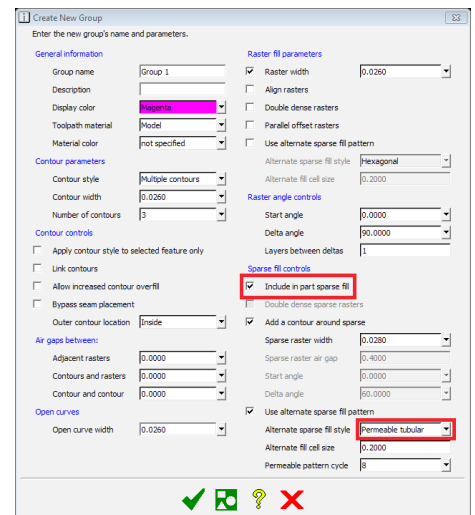 Create New Group
Enter the new group's name and parameters.
General information
Group name Group 1
Description
Display color Magenta
Toolpath material Model
Material color not specified
Contour parameters
Contour style Multiple contours
Contour width 0.0260
Number of contours 3
Contour controls
Apply contour style to selected feature only
Link contours
Allow increased contour overfill
Bypass seam placement
Outer contour location Inside
Air gaps between:
Adjacent rasters 0.0000
Contours and rasters 0.0000
Contour and contour 0.0000
Open curves
Open curve width 0.0260
Raster fill parameters
Raster width 0.0260
Align rasters
Double dense rasters
Parallel offset rasters
Use alternate sparse fill pattern
Alternate sparse fill style Hexagonal
Alternate fill cell size 0.2000
Raster angle controls
Start angle 0.0000
Delta angle 90.0000
Layers between deltas 1
Sparse fill controls
Include in part sparse fill
Double dense sparse rasters
Add a contour around sparse
Sparse raster width 0.0280
Sparse raster air gap 0.4000
Start angle 0.0000
Delta angle 60.0000
Use alternate sparse fill pattern
Alternate sparse fill style Permeable tubular
Alternate fill cell size 0.2000
Permeable pattern cycle 8